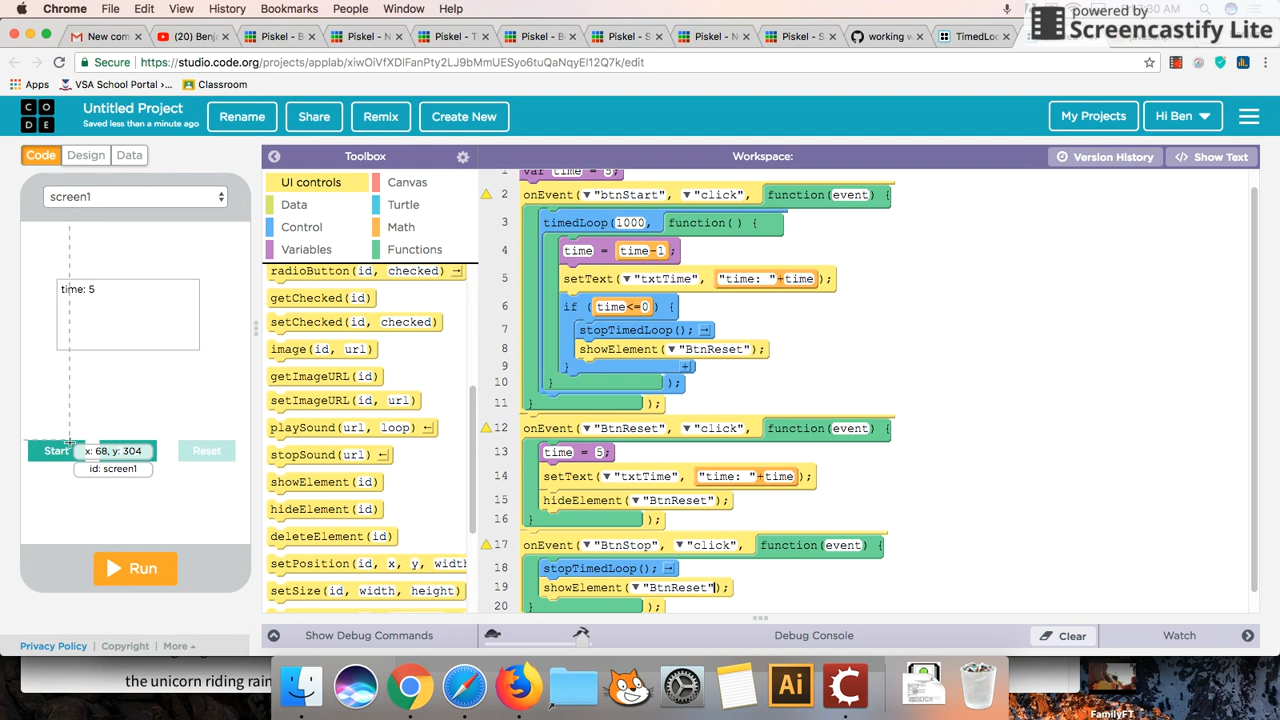 Chrome File Edit View History Bookmarks People Window Help
powered by
Screencastify Lite
New com (20) Benj Piskel - B Piskel - Piskel - T Piskel - B Piskel - S Piskel - N Piskel - S working w TimedLo
Secure https://studio.code.org/projects/applab/xiwOiVfXDlFanPty2LJ9bMmUESyo6tuQaNqyEl12Q7k/edit
Apps VSA School Portal >... Classroom
CODE Untitled Project
Saved less than a minute ago
Rename Share Remix Create New My Projects Hi Ben
Code Design Data Toolbox Workspace: Version History Show Text
screen1
time: 5
Start Reset
x: 68, y: 304
id: screen1
Run
UI controls Canvas
Data Turtle
Control Math
Variables Functions
radioButton(id, checked)
getChecked(id)
setChecked(id, checked)
image(id, url)
getImageURL(id)
setImageURL(id, url)
playSound(url, loop)
stopSound(url)
showElement(id)
hideElement(id)
deleteElement(id)
setPosition(id, x, y, width
setSize(id, width, height)
1 var time = 5;
2 onEvent("btnStart", "click", function(event) {
3 timedLoop(1000, function( ) {
4 time = time-1;
5 setText("txtTime", "time: "+time);
6 if (time<=0) {
7 stopTimedLoop();
8 showElement("BtnReset");
9 }
10 } );
11 } );
12 onEvent("BtnReset", "click", function(event) {
13 time = 5;
14 setText("txtTime", "time: "+time);
15 hideElement("BtnReset");
16 } );
17 onEvent("BtnStop", "click", function(event) {
18 stopTimedLoop();
19 showElement("BtnReset");
20 } );
Show Debug Commands Debug Console Clear Watch
Privacy Policy Copyright More
the unicorn riding rain
Ai
FamilyFT